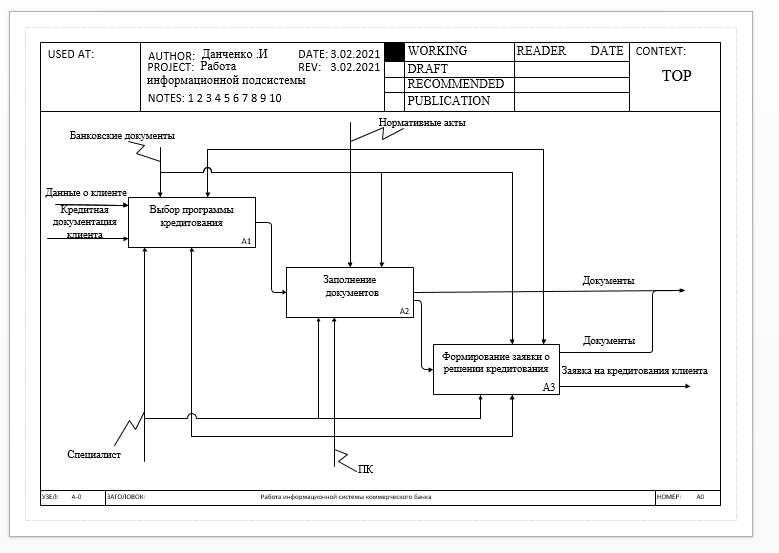 USED AT:
AUTHOR: Данченко .И
DATE: 3.02.2021
PROJECT: Работа
REV: 3.02.2021
информационной подсистемы
NOTES: 1 2 3 4 5 6 7 8 9 10
WORKING
DRAFT
RECOMMENDED
PUBLICATION
READER DATE
CONTEXT:
TOP
Нормативные акты
Банковские документы
Данные о клиенте
Кредитная
документация
клиента
Выбор программы
кредитования
A1
Заполнение
документов
A2
Документы
Документы
Формирование заявки о
решении кредитования
A3
Заявка на кредитования клиента
Специалист
ПК
УЗЕЛ: A-0
ЗАГОЛОВОК:
Работа информационной системы коммерческого банка
НОМЕР: A0